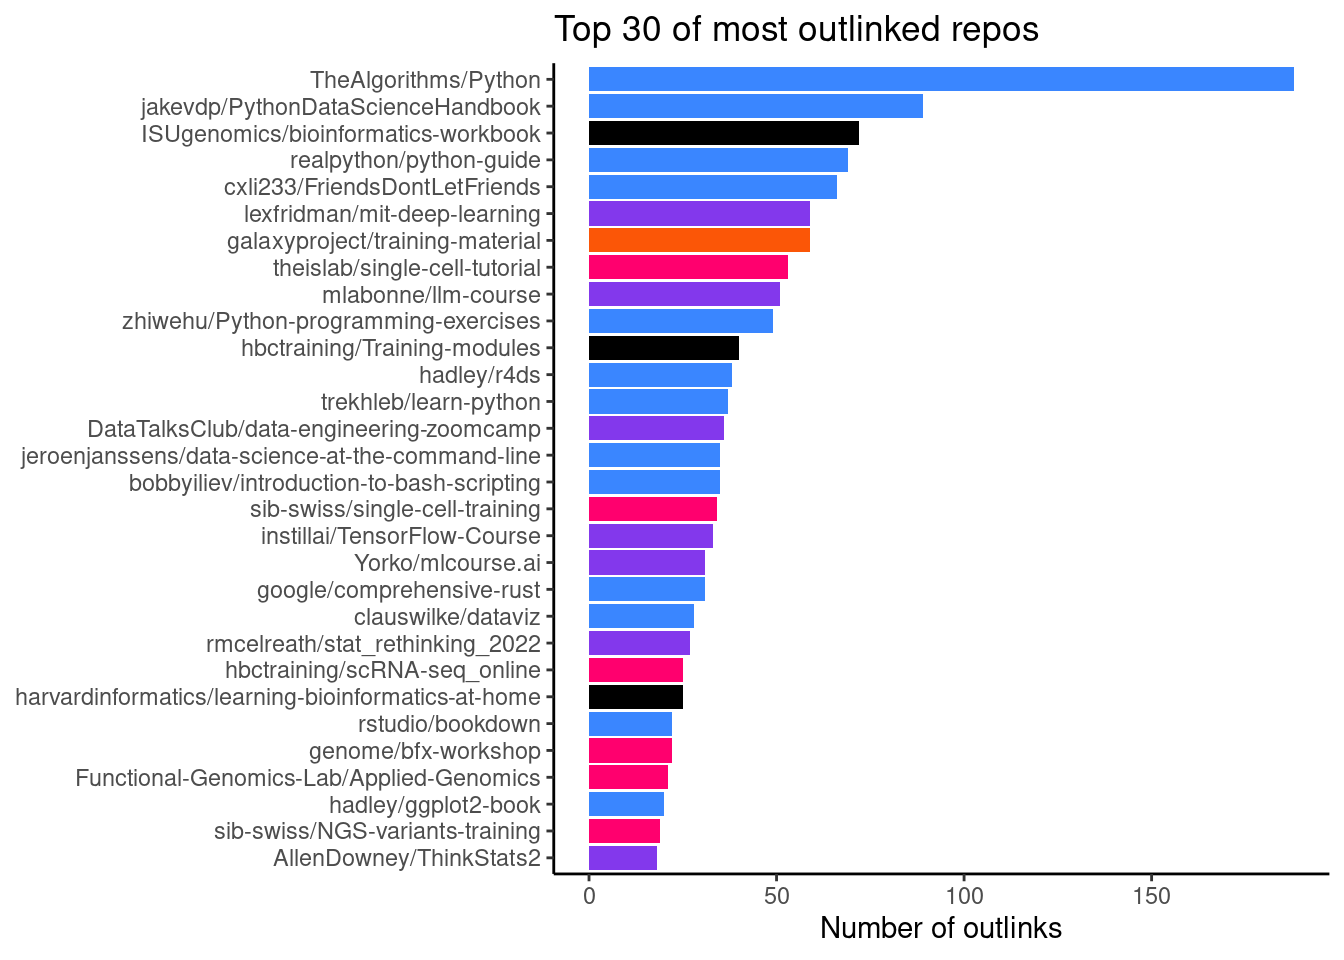 Top 30 of most outlinked repos
TheAlgorithms/Python
jakevdp/PythonDataScienceHandbook
ISUgenomics/bioinformatics-workbook
realpython/python-guide
cxli233/FriendsDontLetFriends
lexfridman/mit-deep-learning
galaxyproject/training-material
theislab/single-cell-tutorial
mlabonne/llm-course
zhiwehu/Python-programming-exercises
hbctraining/Training-modules
hadley/r4ds
trekhleb/learn-python
DataTalksClub/data-engineering-zoomcamp
jeroenjanssens/data-science-at-the-command-line
bobbyiliev/introduction-to-bash-scripting
sib-swiss/single-cell-training
instillai/TensorFlow-Course
Yorko/mlcourse.ai
google/comprehensive-rust
clauswilke/dataviz
rmcelreath/stat_rethinking_2022
hbctraining/scRNA-seq_online
harvardinformatics/learning-bioinformatics-at-home
rstudio/bookdown
genome/bfx-workshop
Functional-Genomics-Lab/Applied-Genomics
hadley/ggplot2-book
sib-swiss/NGS-variants-training
AllenDowney/ThinkStats2
0 50 100 150
Number of outlinks